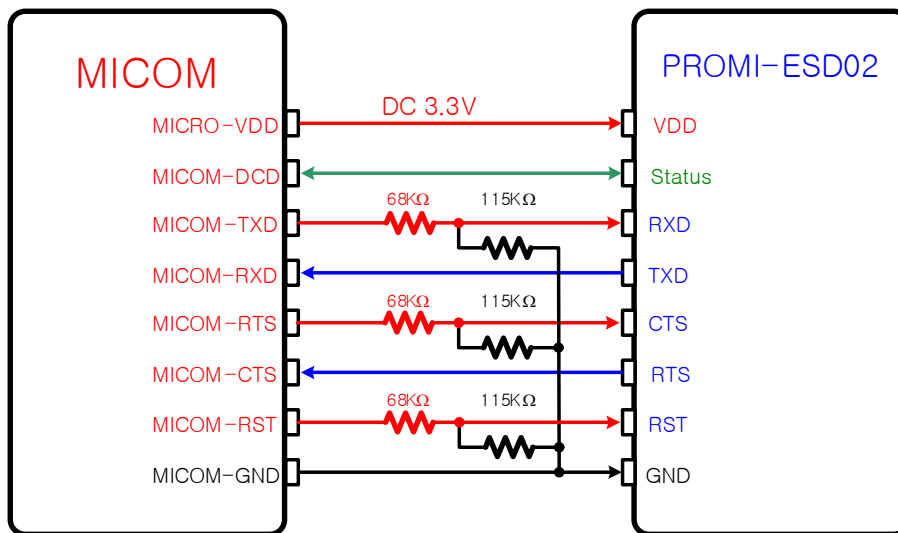 MICOM
PROMI-ESD02
DC 3.3V
MICRO-VDD
VDD
MICOM-DCD
Status
68KΩ
115KΩ
MICOM-TXD
RXD
MICOM-RXD
TXD
68KΩ
115KΩ
MICOM-RTS
CTS
MICOM-CTS
RTS
68KΩ
115KΩ
MICOM-RST
RST
MICOM-GND
GND